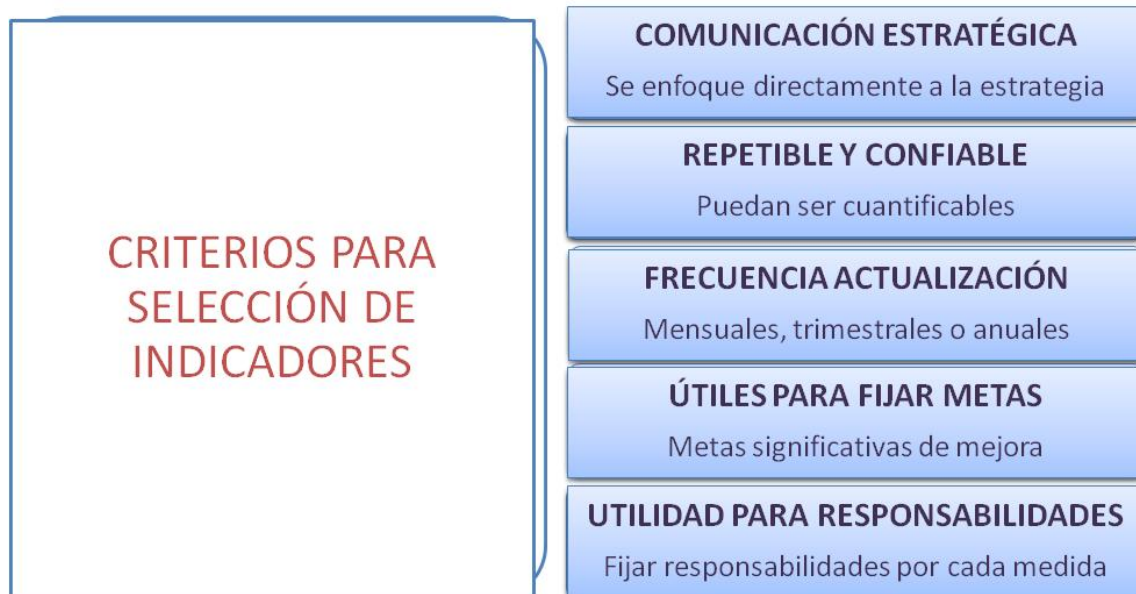 CRITERIOS PARA
SELECCIÓN DE
INDICADORES
COMUNICACIÓN ESTRATÉGICA
Se enfoque directamente a la estrategia
REPETIBLE Y CONFIABLE
Puedan ser cuantificables
FRECUENCIA ACTUALIZACIÓN
Mensuales, trimestrales o anuales
ÚTILES PARA FIJAR METAS
Metas significativas de mejora
UTILIDAD PARA RESPONSABILIDADES
Fijar responsabilidades por cada medida